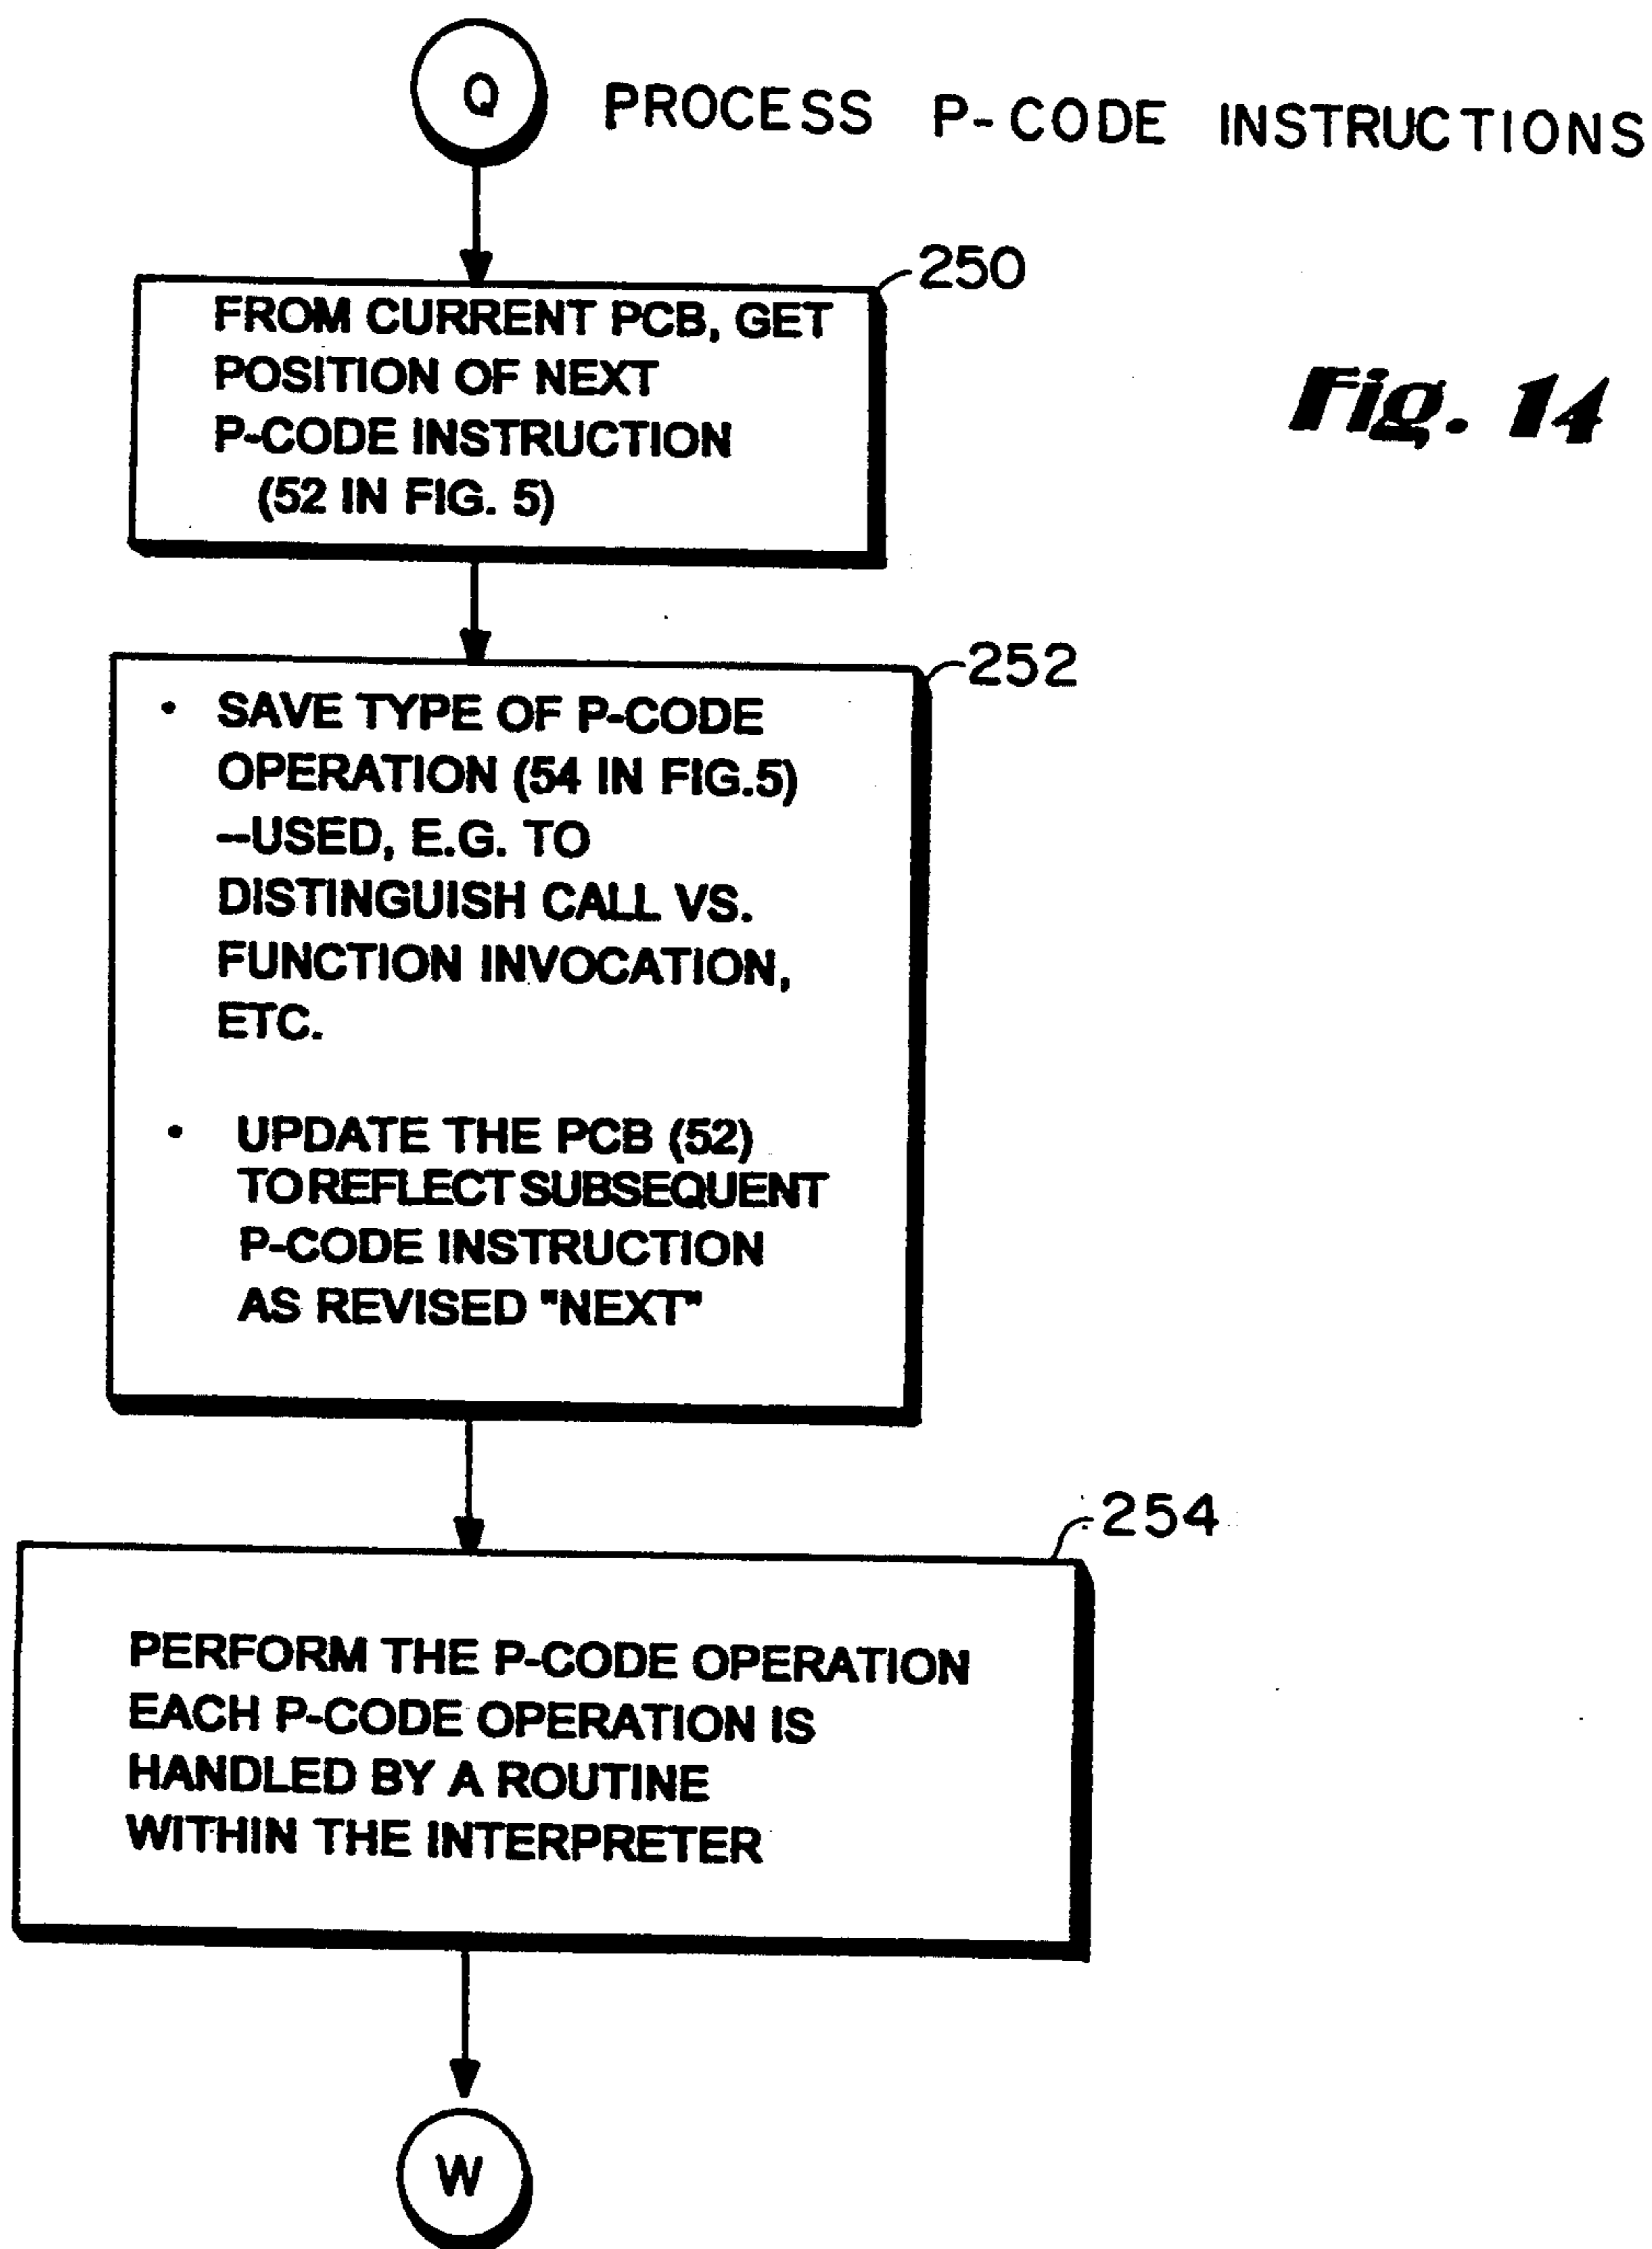 Q PROCESS P-CODE INSTRUCTIONS
250
FROM CURRENT PCB, GET
POSITION OF NEXT
P-CODE INSTRUCTION
(52 IN FIG. 5)
Fig. 14
252
• SAVE TYPE OF P-CODE
OPERATION (54 IN FIG.5)
--USED, E.G. TO
DISTINGUISH CALL VS.
FUNCTION INVOCATION,
ETC.
• UPDATE THE PCB (52)
TO REFLECT SUBSEQUENT
P-CODE INSTRUCTION
AS REVISED "NEXT"
254
PERFORM THE P-CODE OPERATION
EACH P-CODE OPERATION IS
HANDLED BY A ROUTINE
WITHIN THE INTERPRETER
W